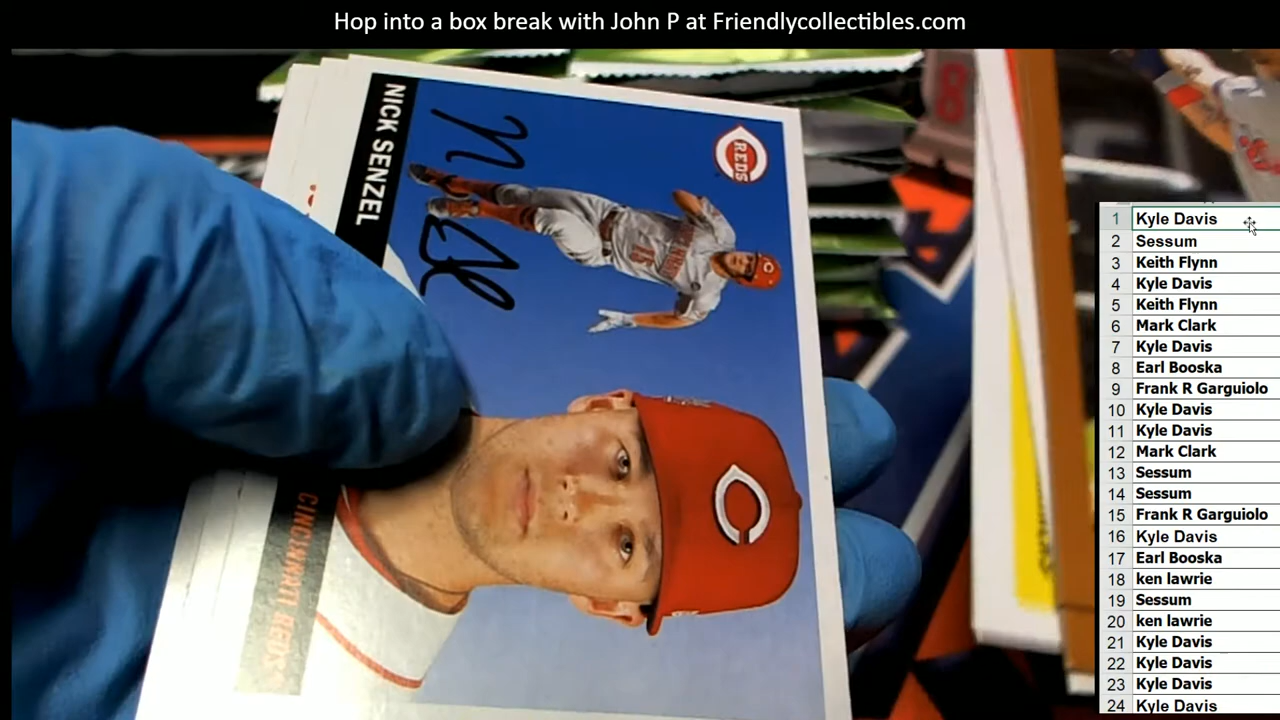 Hop into a box break with John P at Friendlycollectibles.com
NICK SENZEL
REDS
CINCINNATI
15
C
CINCINNATI REDS
8
1 Kyle Davis
2 Sessum
3 Keith Flynn
4 Kyle Davis
5 Keith Flynn
6 Mark Clark
7 Kyle Davis
8 Earl Booska
9 Frank R Garguiolo
10 Kyle Davis
11 Kyle Davis
12 Mark Clark
13 Sessum
14 Sessum
15 Frank R Garguiolo
16 Kyle Davis
17 Earl Booska
18 ken lawrie
19 Sessum
20 ken lawrie
21 Kyle Davis
22 Kyle Davis
23 Kyle Davis
24 Kyle Davis